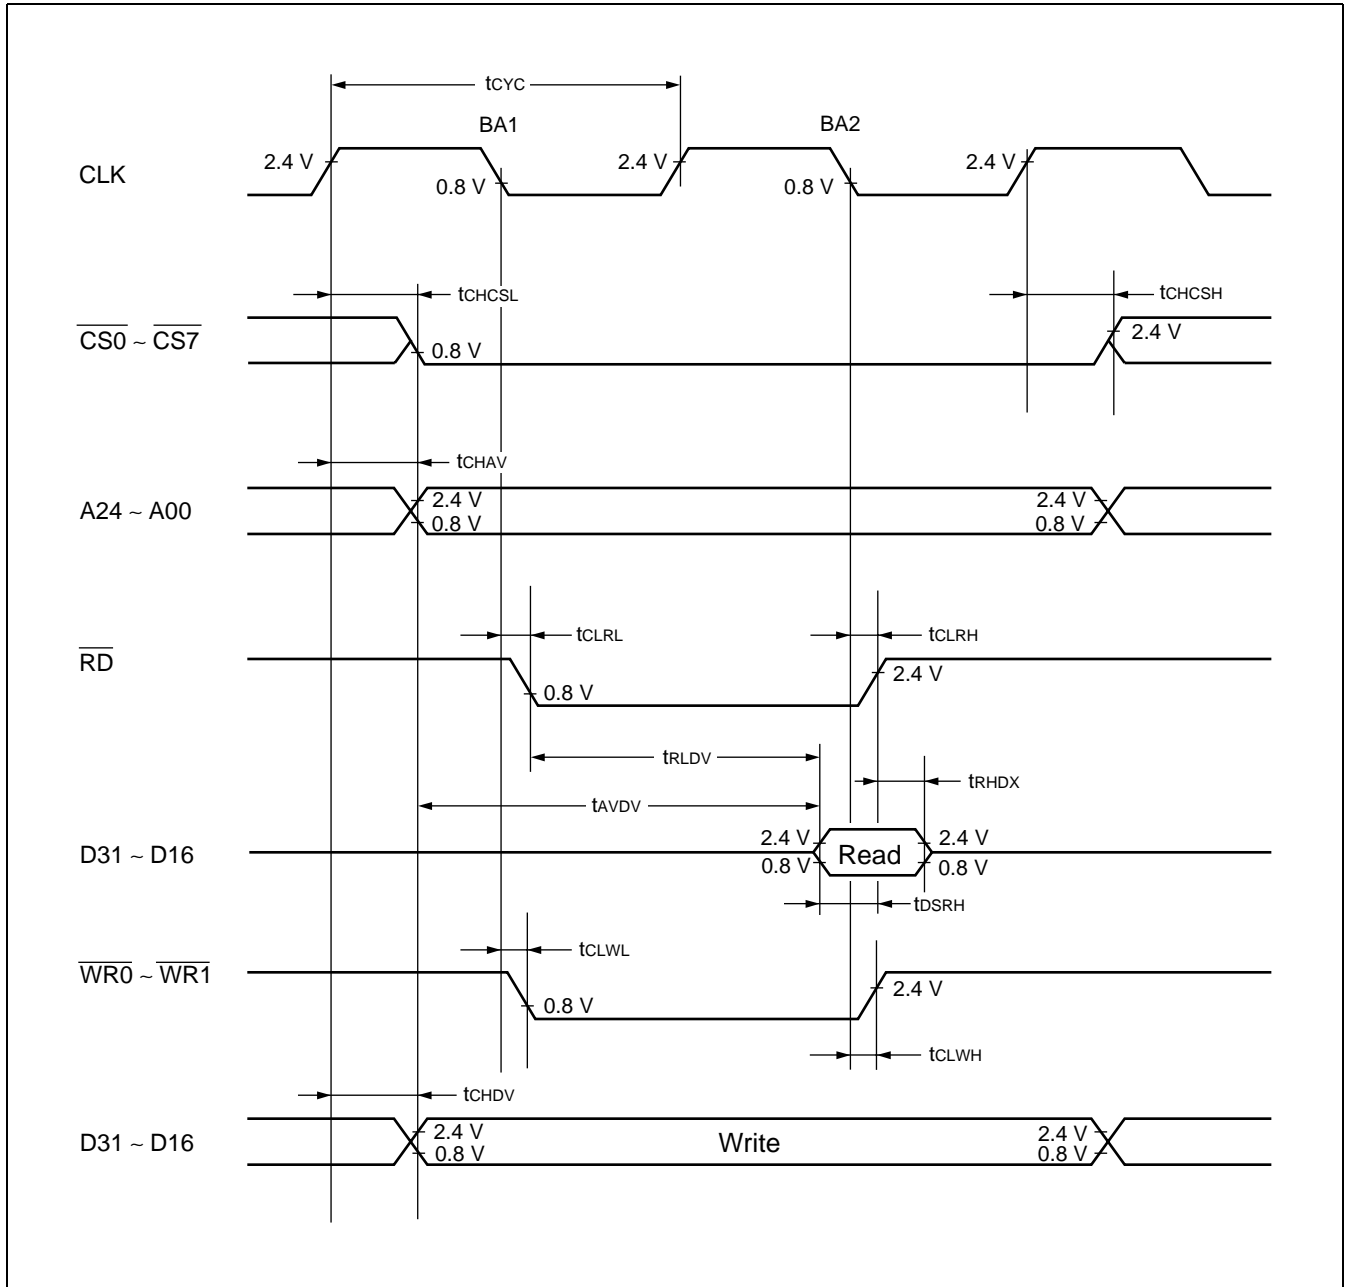 tCYC
BA1
BA2
CLK
2.4 V
0.8 V
2.4 V
0.8 V
2.4 V
tCHCSL
tCHCSH
CS0 ~ CS7
0.8 V
2.4 V
tCHAV
A24 ~ A00
2.4 V
0.8 V
2.4 V
0.8 V
tCLRL
tCLRH
RD
0.8 V
2.4 V
tRLDV
tRHDX
tAVDV
D31 ~ D16
2.4 V
0.8 V
Read
2.4 V
0.8 V
tDSRH
tCLWL
WR0 ~ WR1
0.8 V
2.4 V
tCLWH
tCHDV
D31 ~ D16
2.4 V
0.8 V
Write
2.4 V
0.8 V